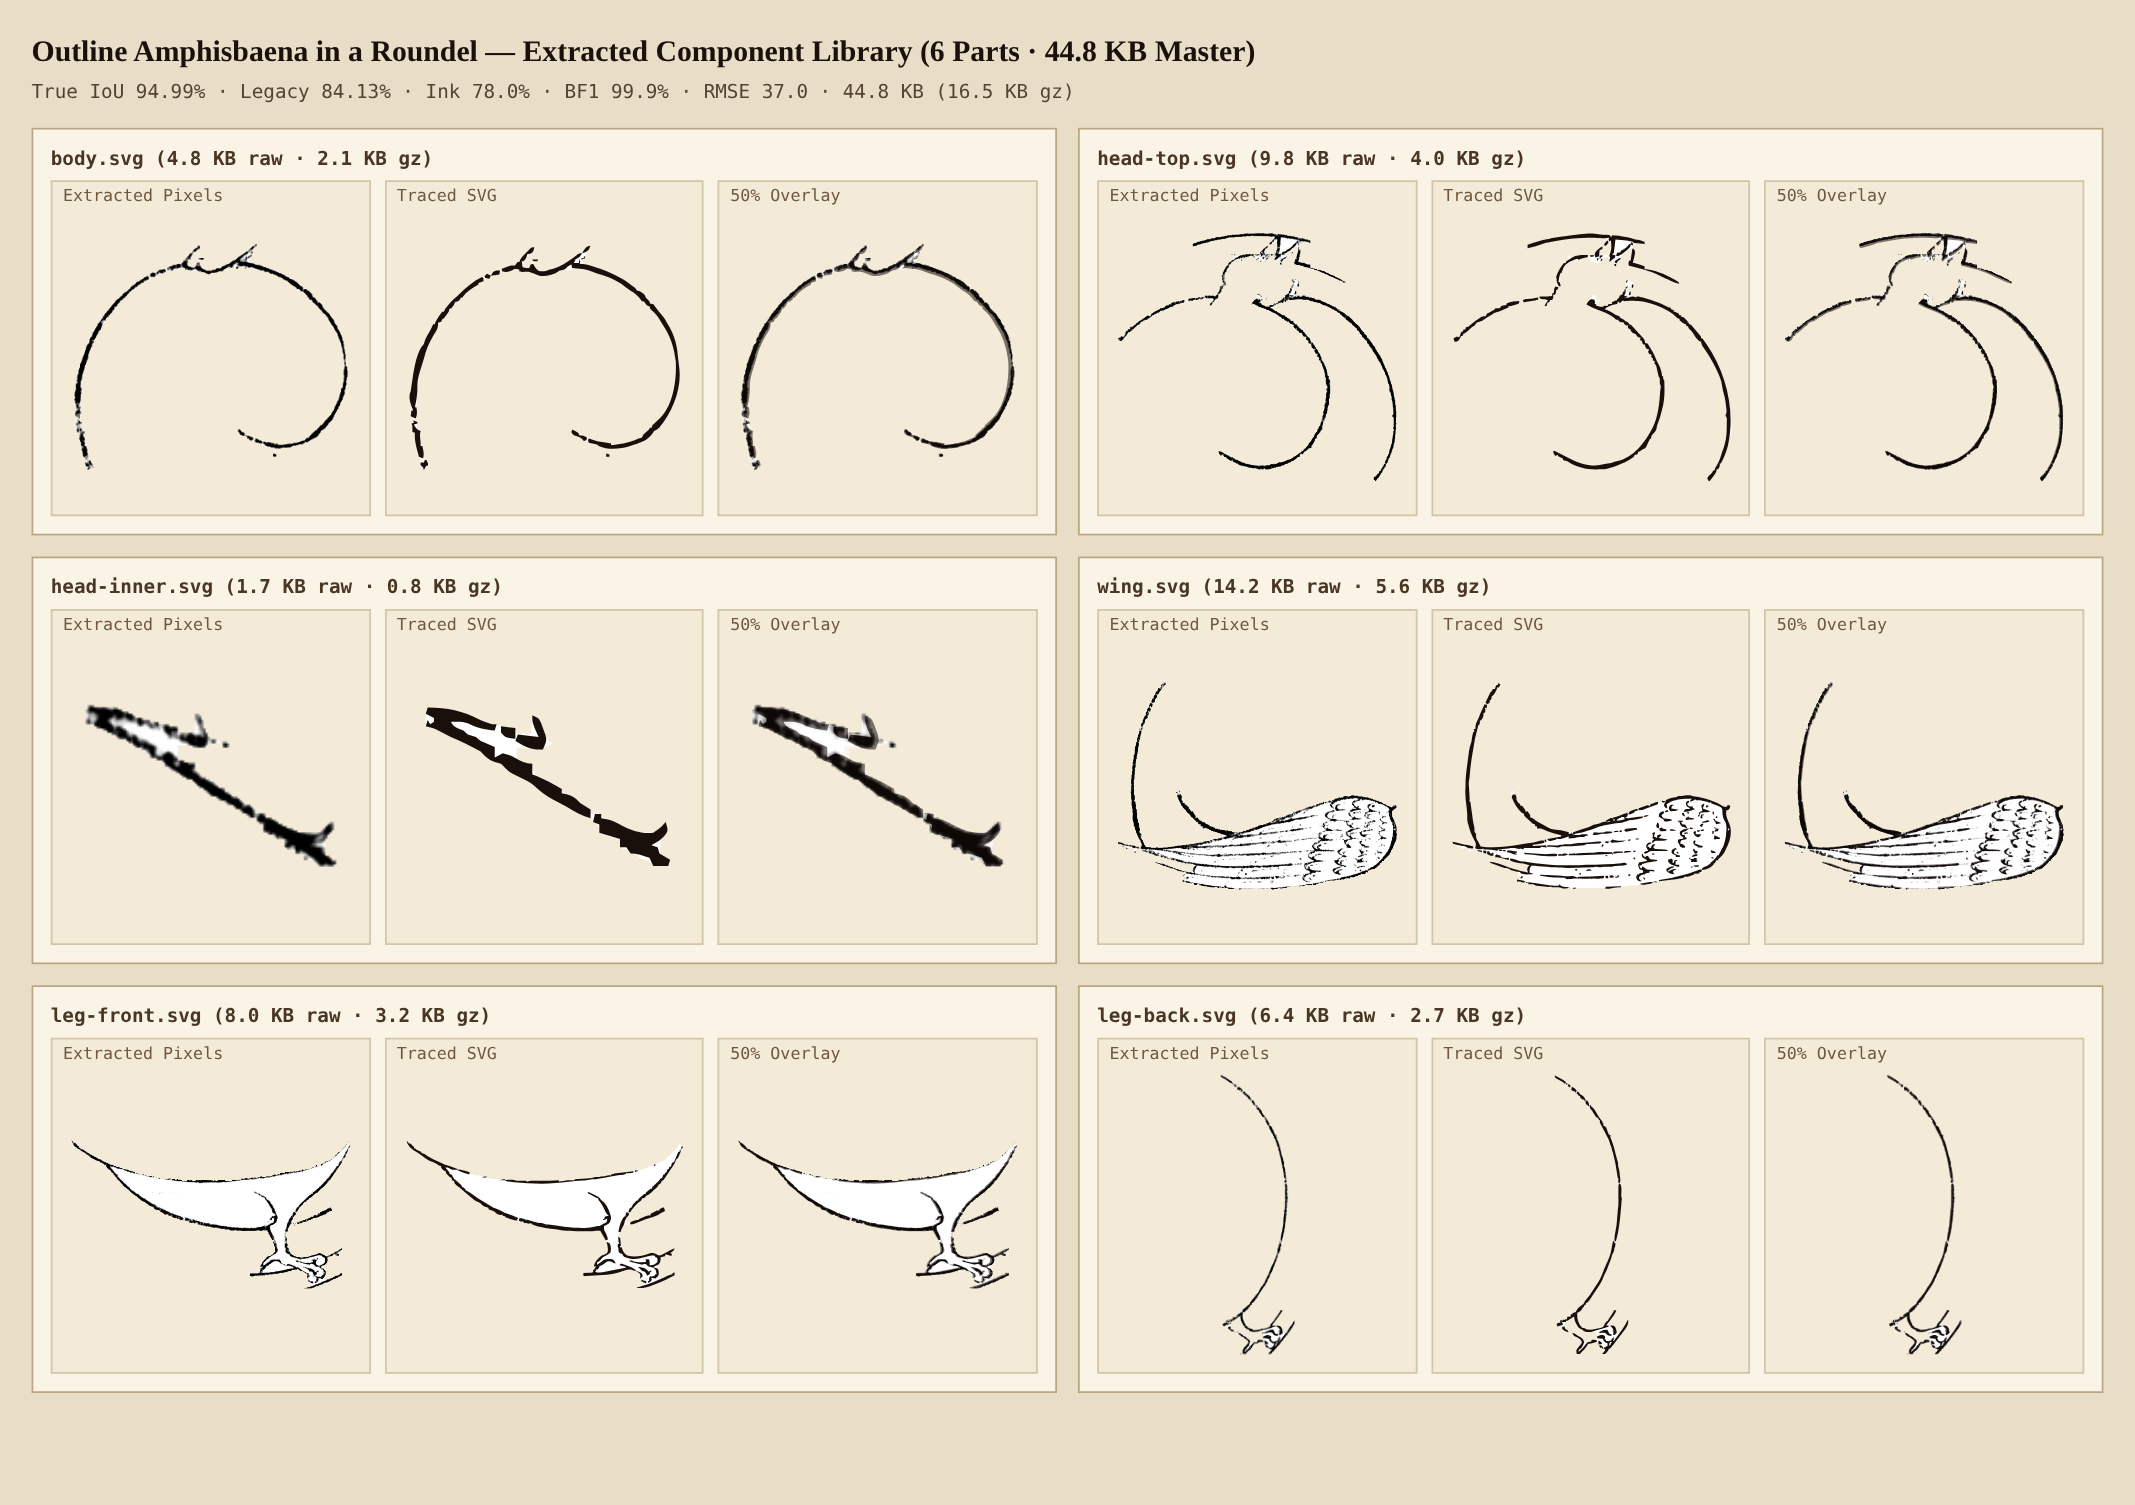 Outline Amphisbaena in a Roundel — Extracted Component Library (6 Parts · 44.8 KB Master)
True IoU 94.99% · Legacy 84.13% · Ink 78.0% · BF1 99.9% · RMSE 37.0 · 44.8 KB (16.5 KB gz)
body.svg (4.8 KB raw · 2.1 KB gz)
Extracted Pixels
Traced SVG
50% Overlay
head-top.svg (9.8 KB raw · 4.0 KB gz)
Extracted Pixels
Traced SVG
50% Overlay
head-inner.svg (1.7 KB raw · 0.8 KB gz)
Extracted Pixels
Traced SVG
50% Overlay
wing.svg (14.2 KB raw · 5.6 KB gz)
Extracted Pixels
Traced SVG
50% Overlay
leg-front.svg (8.0 KB raw · 3.2 KB gz)
Extracted Pixels
Traced SVG
50% Overlay
leg-back.svg (6.4 KB raw · 2.7 KB gz)
Extracted Pixels
Traced SVG
50% Overlay